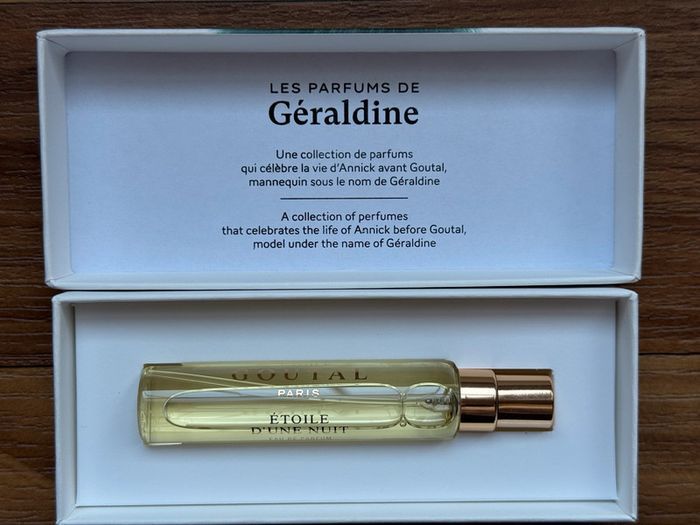 LES PARFUMS DE
Géraldine
Une collection de parfums
qui célèbre la vie d'Annick avant Goutal,
mannequin sous le nom de Géraldine
A collection of perfumes
that celebrates the life of Annick before Goutal,
model under the name of Géraldine
GOUTAL
PARIS
ÉTOILE
D'UNE NUIT
EAU DE PARFUM